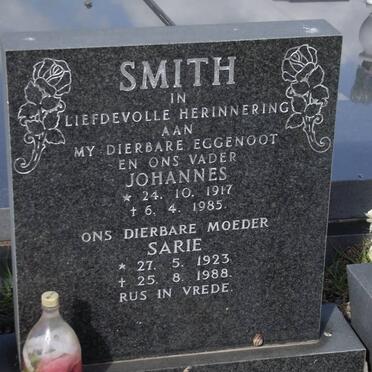 SMITH
IN
LIEFDEVOLLE HERINNERING
AAN
MY DIERBARE EGGENOOT
EN ONS VADER
JOHANNES
* 24. 10. 1917
† 6. 4. 1985.
ONS DIERBARE MOEDER
SARIE
* 27. 5. 1923
† 25. 8. 1988.
RUS IN VREDE.